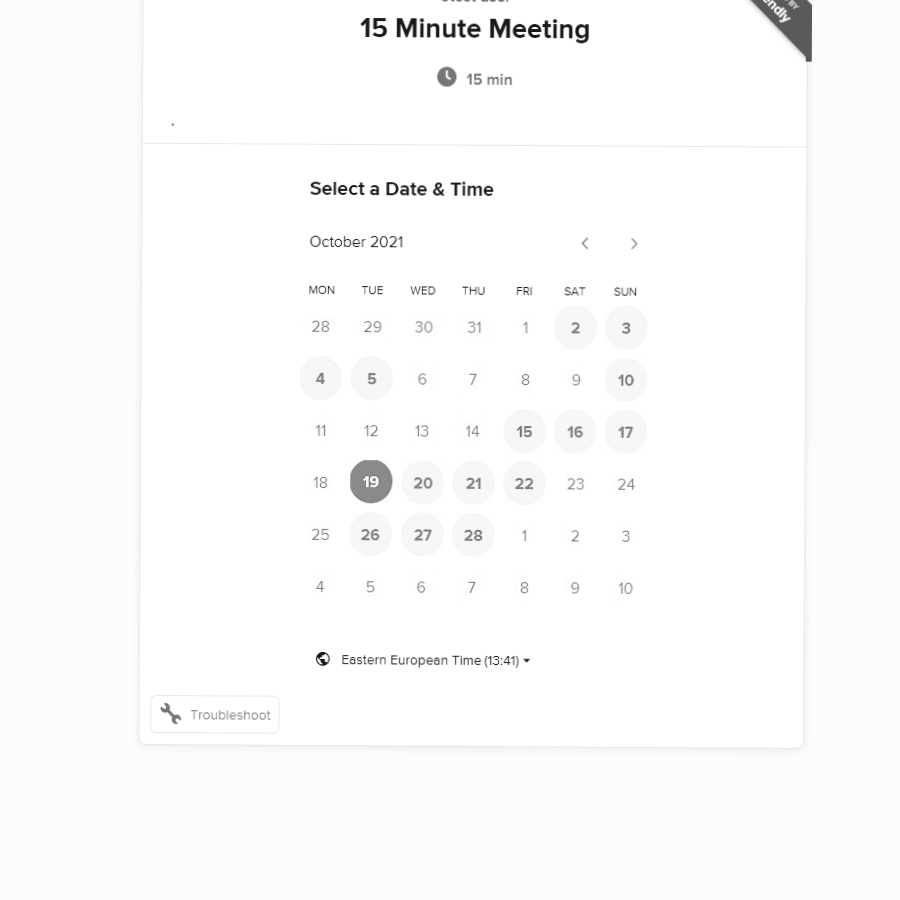 15 Minute Meeting
15 min
.
Select a Date & Time
October 2021
MON TUE WED THU FRI SAT SUN
28 29 30 31 1 2 3
4 5 6 7 8 9 10
11 12 13 14 15 16 17
18 19 20 21 22 23 24
25 26 27 28 1 2 3
4 5 6 7 8 9 10
Eastern European Time (13:41)
Troubleshoot